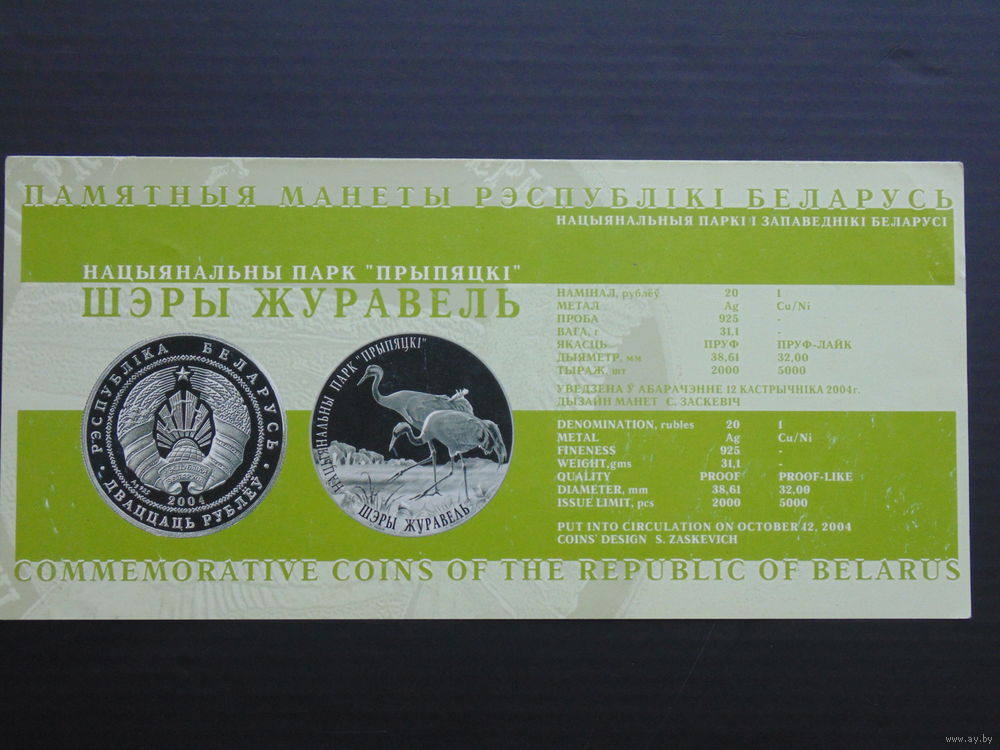 ПАМЯТНЫЯ МАНЕТЫ РЭСПУБЛІКІ БЕЛАРУСЬ
НАЦЫЯНАЛЬНЫЯ ПАРКІ І ЗАПАВЕДНІКІ БЕЛАРУСІ
НАЦЫЯНАЛЬНЫ ПАРК "ПРЫПЯЦКІ"
ШЭРЫ ЖУРАВЕЛЬ
РЭСПУБЛІКА БЕЛАРУСЬ
Ag 925
2004
ДВАЦЦАЦЬ РУБЛЁЎ
НАЦЫЯНАЛЬНЫ ПАРК "ПРЫПЯЦКІ"
ШЭРЫ ЖУРАВЕЛЬ
НАМІНАЛ, рублёў 20 1
МЕТАЛ Ag Cu/Ni
ПРОБА 925 -
ВАГА, г 31,1 -
ЯКАСЦЬ ПРУФ ПРУФ-ЛАЙК
ДЫЯМЕТР, мм 38,61 32,00
ТЫРАЖ, шт 2000 5000
УВЕДЗЕНА Ў АБАРАЧЭННЕ 12 КАСТРЫЧНІКА 2004г.
ДЫЗАЙН МАНЕТ С. ЗАСКЕВІЧ
DENOMINATION, rubles 20 1
METAL Ag Cu/Ni
FINENESS 925 -
WEIGHT,gms 31,1 -
QUALITY PROOF PROOF-LIKE
DIAMETER, mm 38,61 32,00
ISSUE LIMIT, pcs 2000 5000
PUT INTO CIRCULATION ON OCTOBER 12, 2004
COINS' DESIGN S. ZASKEVICH
COMMEMORATIVE COINS OF THE REPUBLIC OF BELARUS
www.ay.by